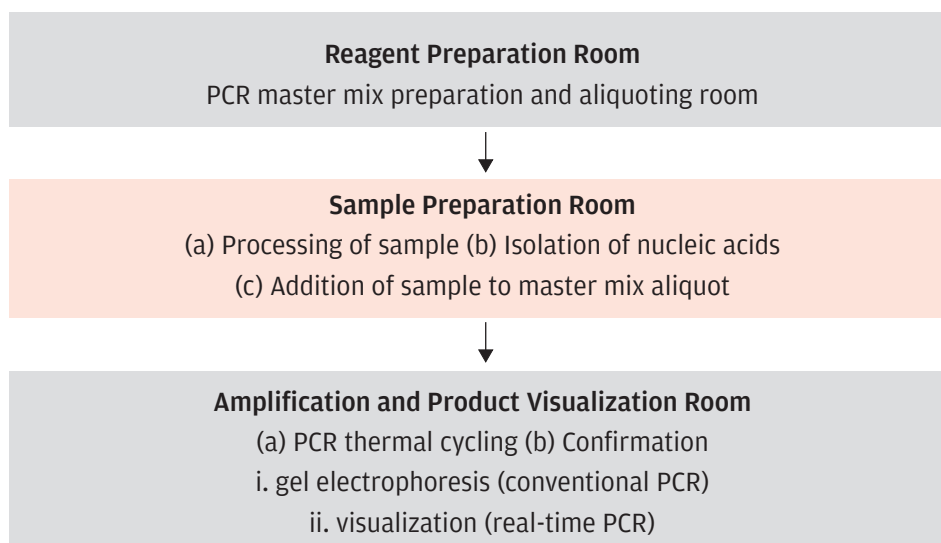 Reagent Preparation Room
PCR master mix preparation and aliquoting room
Sample Preparation Room
(a) Processing of sample (b) Isolation of nucleic acids
(c) Addition of sample to master mix aliquot
Amplification and Product Visualization Room
(a) PCR thermal cycling (b) Confirmation
i. gel electrophoresis (conventional PCR)
ii. visualization (real-time PCR)